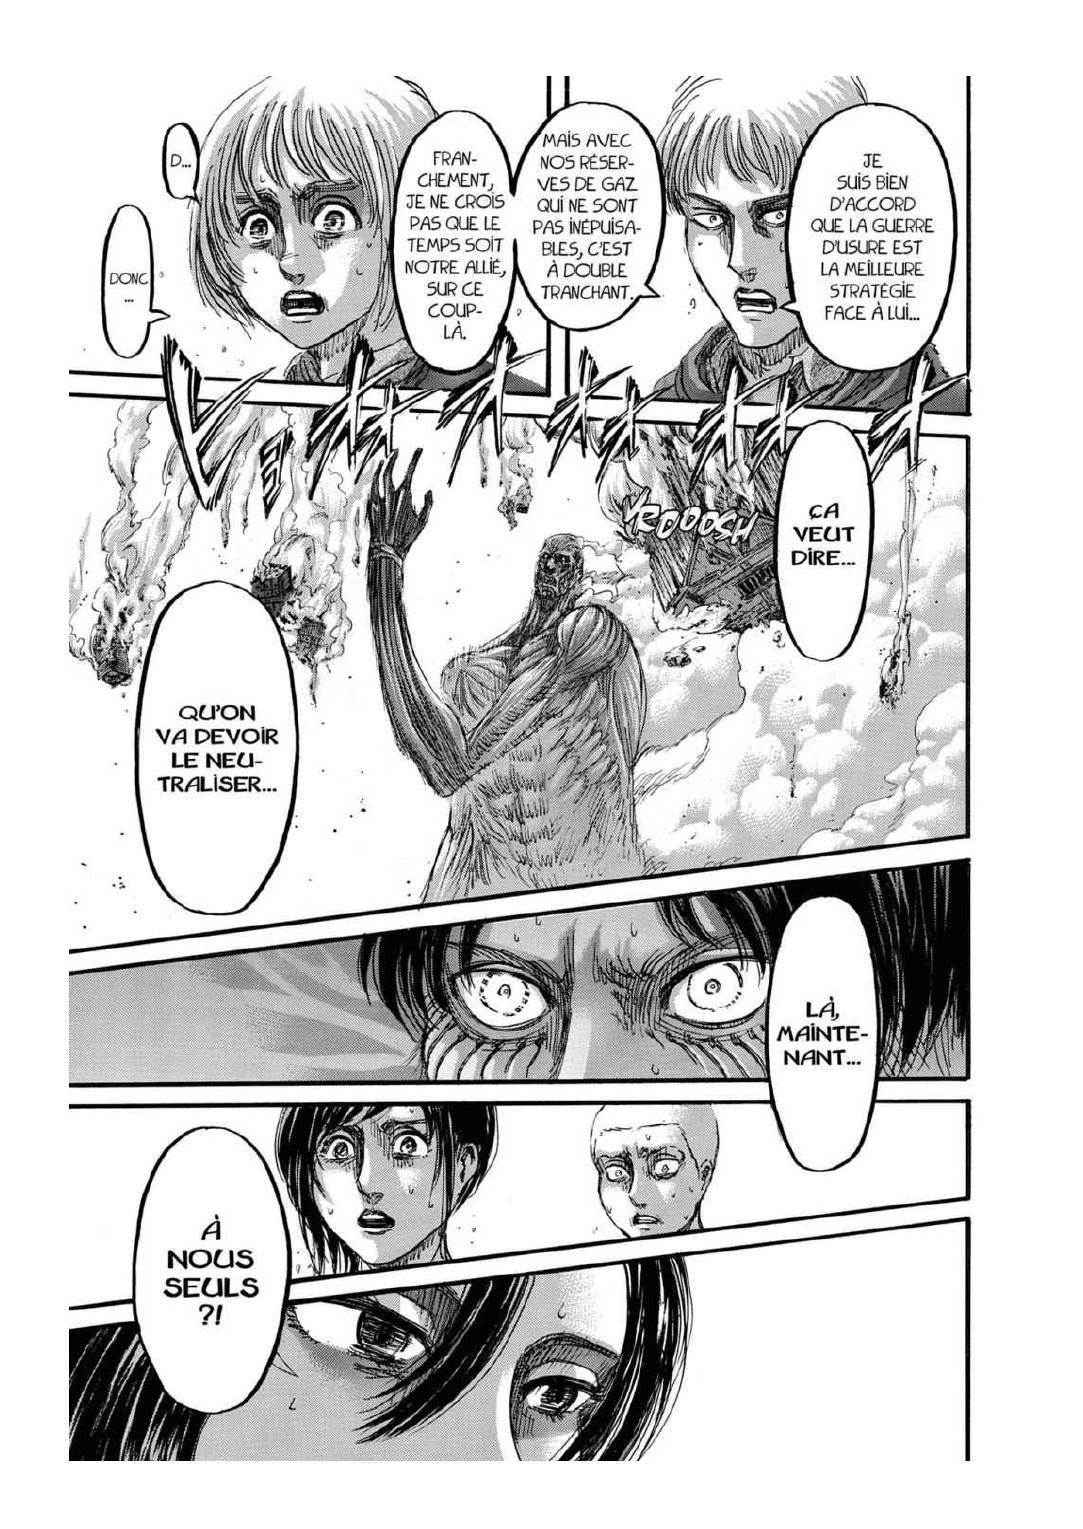 JE
SUIS BIEN
D'ACCORD
QUE LA GUERRE
D'USURE EST
LA MEILLEURE
STRATÉGIE
FACE À LUI...
MAIS AVEC
NOS RÉSER-
VES DE GAZ
QUI NE SONT
PAS INÉPUISA-
BLES, C'EST
À DOUBLE
TRANCHANT.
FRAN-
CHEMENT,
JE NE CROIS
PAS QUE LE
TEMPS SOIT
NOTRE ALLIÉ,
SUR CE
COUP-
LÀ.
D...
DONC
...
VROOOSH
ÇA
VEUT
DIRE...
QU'ON
VA DEVOIR
LE NEU-
TRALISER...
LÀ,
MAINTE-
NANT...
À
NOUS
SEULS
?!